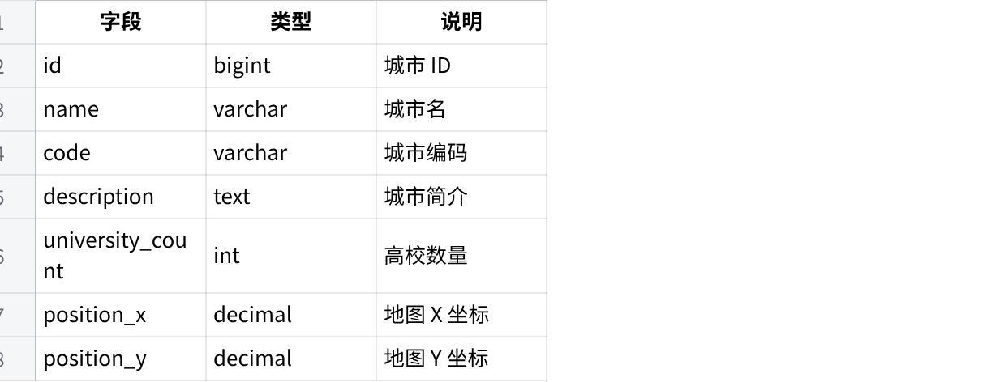 字段 类型 说明
id bigint 城市 ID
name varchar 城市名
code varchar 城市编码
description text 城市简介
university_cou
nt int 高校数量
position_x decimal 地图 X 坐标
position_y decimal 地图 Y 坐标